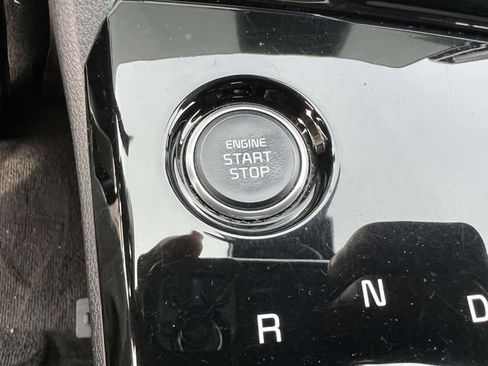 ENGINE
START
STOP
R N D